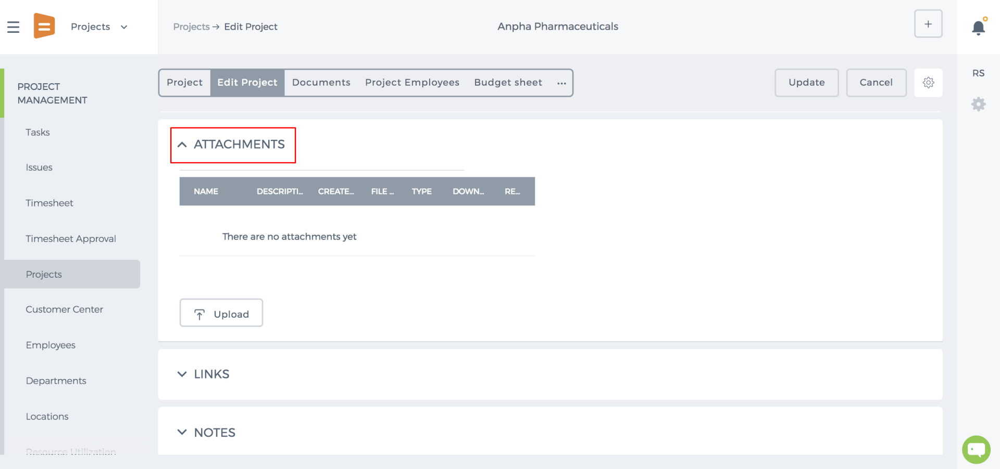 Projects
Projects → Edit Project
Anpha Pharmaceuticals
+
RS
PROJECT
MANAGEMENT
Tasks
Issues
Timesheet
Timesheet Approval
Projects
Customer Center
Employees
Departments
Locations
Resource Utilization
Project
Edit Project
Documents
Project Employees
Budget sheet
...
Update
Cancel
ATTACHMENTS
NAME DESCRIPTI... CREATE... FILE ... TYPE DOWN... RE...
There are no attachments yet
Upload
LINKS
NOTES